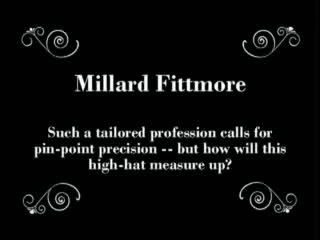 Millard Fittmore
Such a tailored profession calls for
pin-point precision -- but how will this
high-hat measure up?